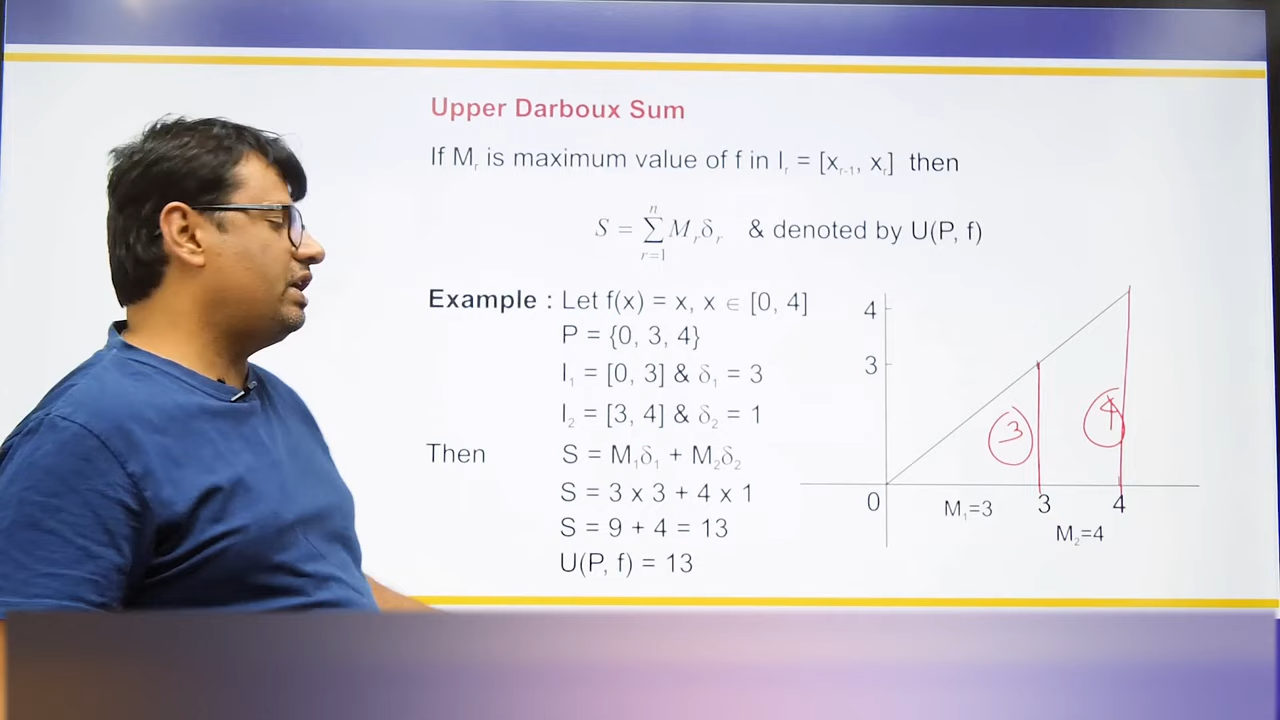 Upper Darboux Sum
If Mᵣ is maximum value of f in Iᵣ = [xᵣ₋₁, xᵣ] then
S = ∑ⁿᵣ₌₁ Mᵣδᵣ & denoted by U(P, f)
Example : Let f(x) = x, x ∈ [0, 4]
P = {0, 3, 4}
I₁ = [0, 3] & δ₁ = 3
I₂ = [3, 4] & δ₂ = 1
Then S = M₁δ₁ + M₂δ₂
S = 3 x 3 + 4 x 1
S = 9 + 4 = 13
U(P, f) = 13
4
3
3 4
0 M₁=3 3 4
M₂=4